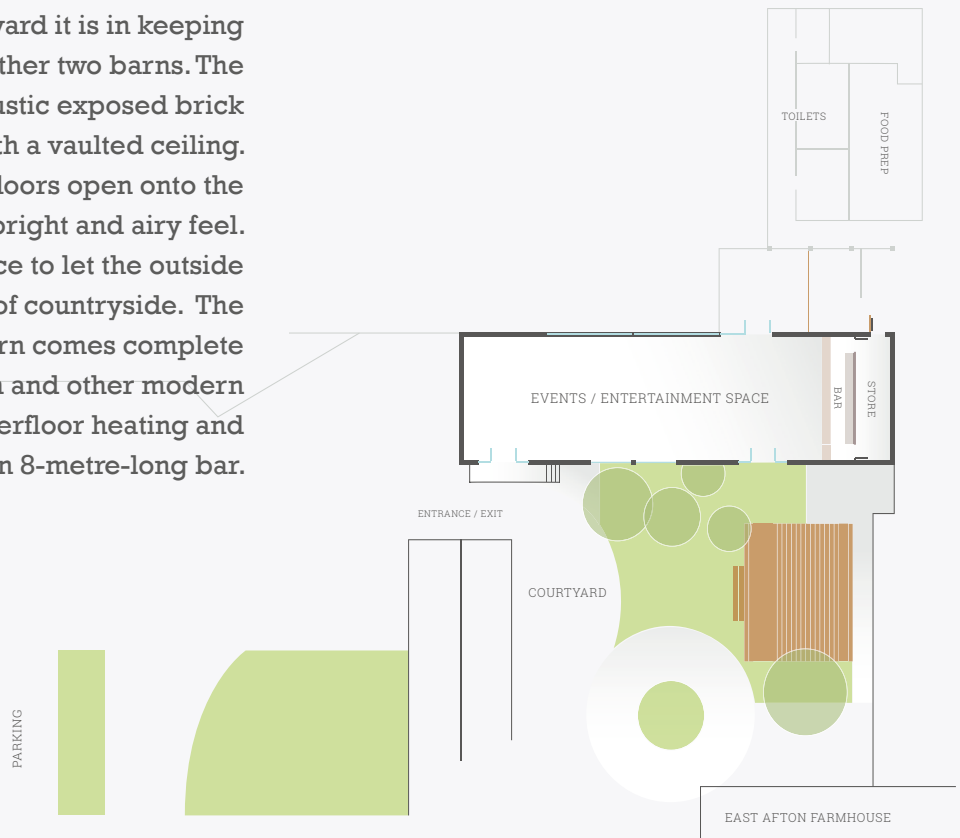 yard it is in keeping
ther two barns. The
ustic exposed brick
th a vaulted ceiling.
doors open onto the
bright and airy feel.
ce to let the outside
of countryside. The
rn comes complete
and other modern
erfloor heating and
n 8-metre-long bar.
TOILETS
FOOD PREP
EVENTS / ENTERTAINMENT SPACE
BAR
STORE
ENTRANCE / EXIT
COURTYARD
PARKING
EAST AFTON FARMHOUSE